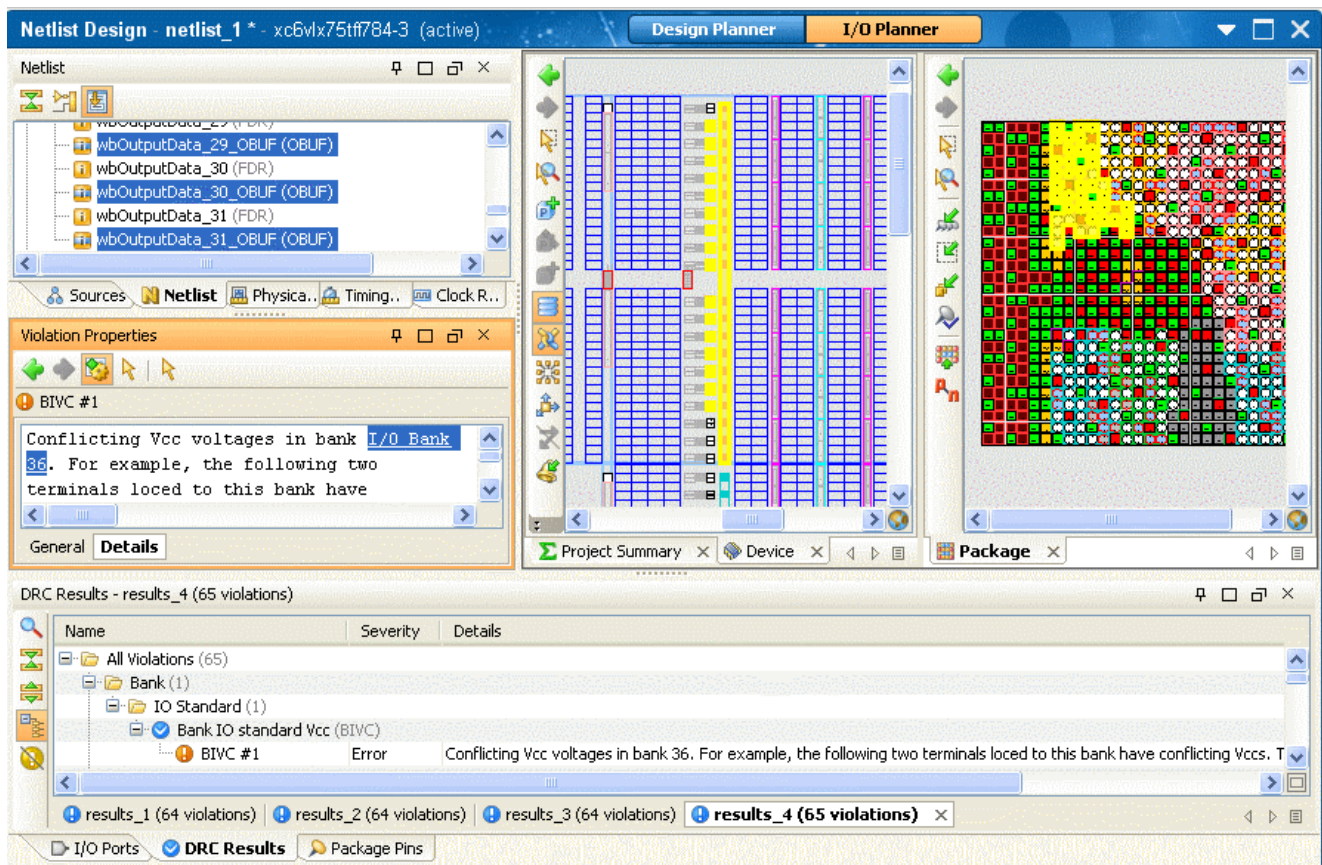 Netlist Design - netlist_1 * - xc6vlx75tff784-3 (active)
Design Planner
I/O Planner
Netlist
wbOutputData_29 (FDR)
wbOutputData_29_OBUF (OBUF)
wbOutputData_30 (FDR)
wbOutputData_30_OBUF (OBUF)
wbOutputData_31 (FDR)
wbOutputData_31_OBUF (OBUF)
Sources Netlist Physica.. Timing.. Clock R..
Violation Properties
BIVC #1
Conflicting Vcc voltages in bank I/O Bank
36. For example, the following two
terminals loced to this bank have
General Details
Project Summary Device
Package
DRC Results - results_4 (65 violations)
Name Severity Details
All Violations (65)
Bank (1)
IO Standard (1)
Bank IO standard Vcc (BIVC)
BIVC #1 Error Conflicting Vcc voltages in bank 36. For example, the following two terminals loced to this bank have conflicting Vccs. T
results_1 (64 violations) results_2 (64 violations) results_3 (64 violations) results_4 (65 violations)
I/O Ports DRC Results Package Pins